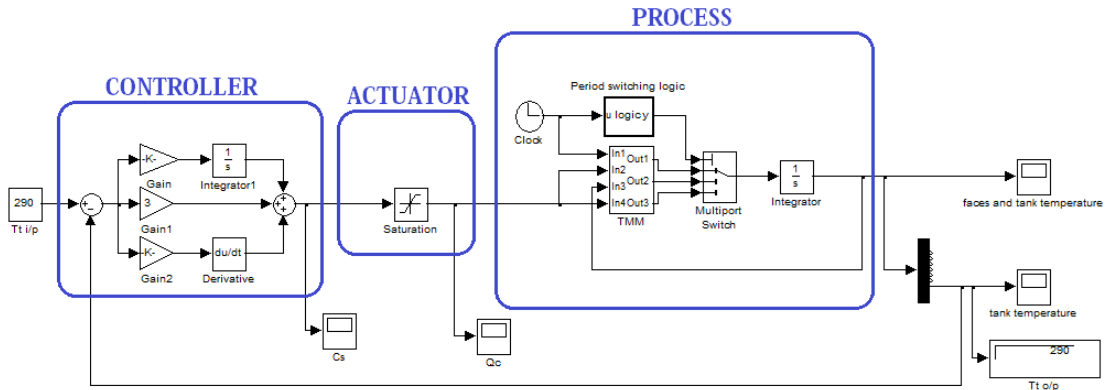 PROCESS
CONTROLLER
ACTUATOR
Period switching logic
u logic y
Clock
-K-
1
s
Gain
Integrator1
290
Tt i/p
+
-
3
Gain1
+
+
+
-K-
du/dt
Gain2
Derivative
Saturation
In1
In2
In3
In4
Out1
Out2
Out3
TMM
Multiport
Switch
1
s
Integrator
faces and tank temperature
tank temperature
Cs
Qc
290
Tt o/p